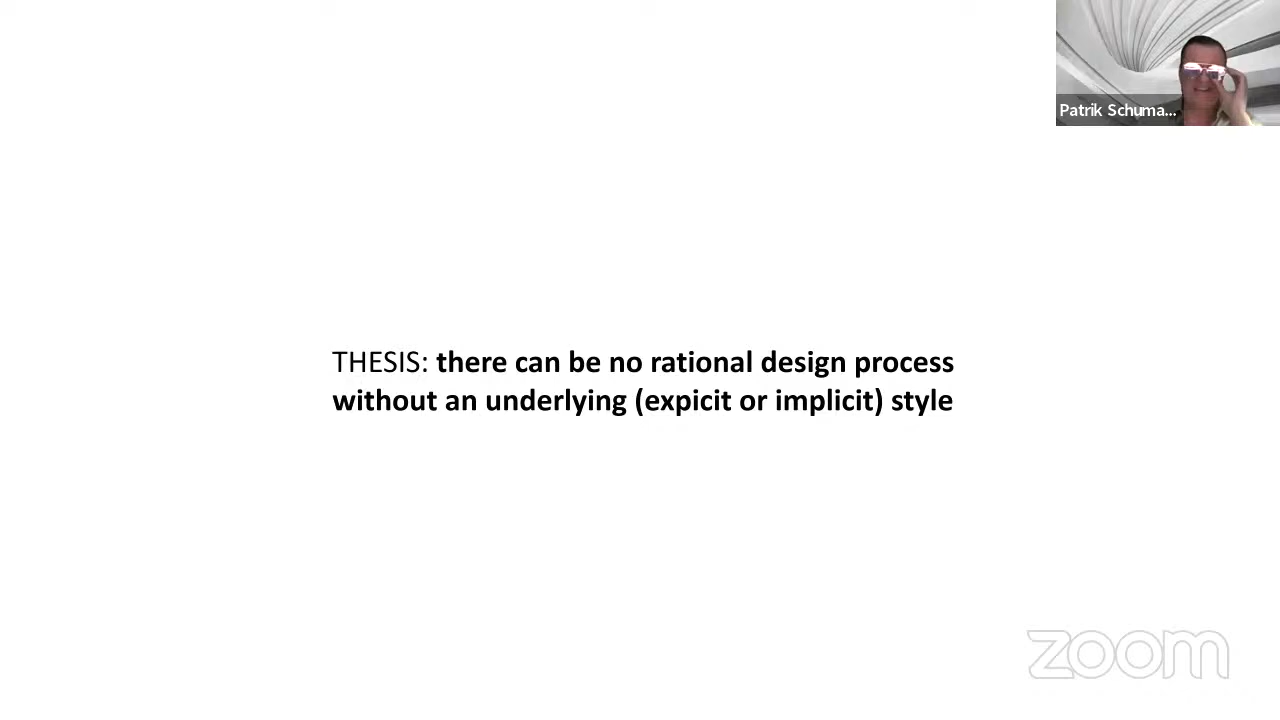 Patrik Schuma...
THESIS: there can be no rational design process
without an underlying (expicit or implicit) style
zoom